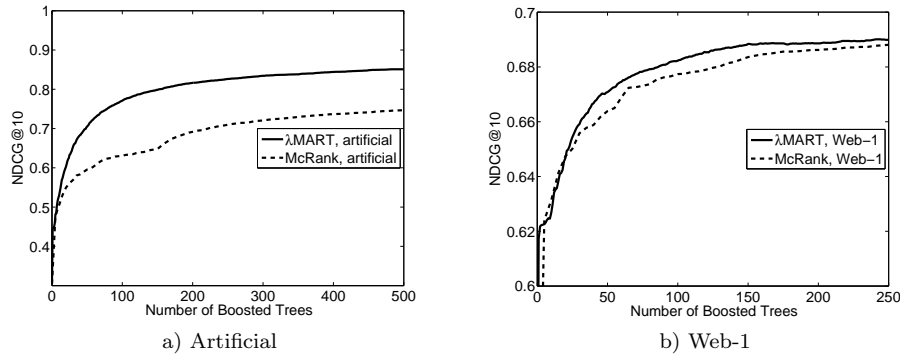 1
0.9
0.8
0.7
0.6
0.5
0.4
NDCG@10
0 100 200 300 400 500
Number of Boosted Trees
λMART, artificial
McRank, artificial
a) Artificial
0.7
0.68
0.66
0.64
0.62
0.6
NDCG@10
0 50 100 150 200 250
Number of Boosted Trees
λMART, Web−1
McRank, Web−1
b) Web-1